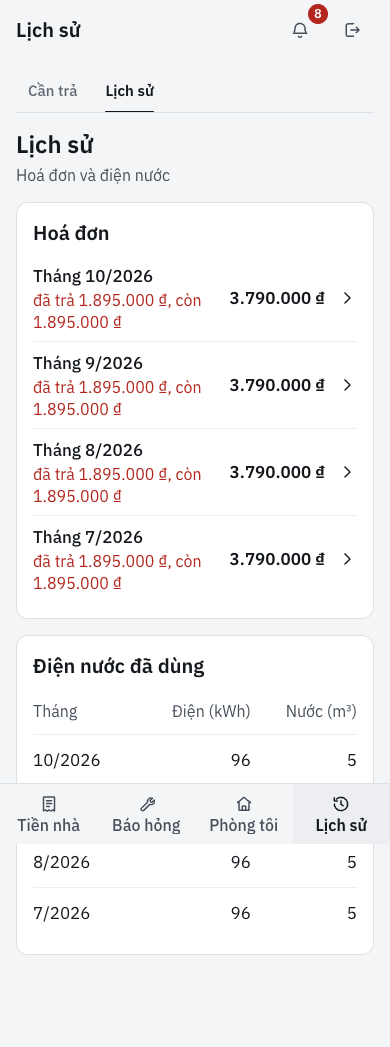 Lịch sử
8
Cần trả
Lịch sử
Lịch sử
Hoá đơn và điện nước
Hoá đơn
Tháng 10/2026
đã trả 1.895.000 ₫, còn
1.895.000 ₫
3.790.000 ₫
Tháng 9/2026
đã trả 1.895.000 ₫, còn
1.895.000 ₫
3.790.000 ₫
Tháng 8/2026
đã trả 1.895.000 ₫, còn
1.895.000 ₫
3.790.000 ₫
Tháng 7/2026
đã trả 1.895.000 ₫, còn
1.895.000 ₫
3.790.000 ₫
Điện nước đã dùng
Tháng Điện (kWh) Nước (m³)
10/2026 96 5
Tiền nhà Báo hỏng Phòng tôi Lịch sử
8/2026 96 5
7/2026 96 5